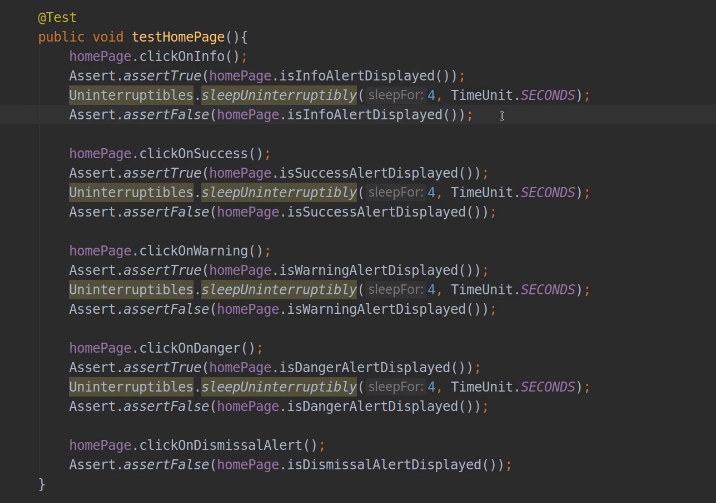 @Test
public void testHomePage(){
homePage.clickOnInfo();
Assert.assertTrue(homePage.isInfoAlertDisplayed());
Uninterruptibles.sleepUninterruptibly( sleepFor: 4, TimeUnit.SECONDS);
Assert.assertFalse(homePage.isInfoAlertDisplayed());
homePage.clickOnSuccess();
Assert.assertTrue(homePage.isSuccessAlertDisplayed());
Uninterruptibles.sleepUninterruptibly( sleepFor: 4, TimeUnit.SECONDS);
Assert.assertFalse(homePage.isSuccessAlertDisplayed());
homePage.clickOnWarning();
Assert.assertTrue(homePage.isWarningAlertDisplayed());
Uninterruptibles.sleepUninterruptibly( sleepFor: 4, TimeUnit.SECONDS);
Assert.assertFalse(homePage.isWarningAlertDisplayed());
homePage.clickOnDanger();
Assert.assertTrue(homePage.isDangerAlertDisplayed());
Uninterruptibles.sleepUninterruptibly( sleepFor: 4, TimeUnit.SECONDS);
Assert.assertFalse(homePage.isDangerAlertDisplayed());
homePage.clickOnDismissalAlert();
Assert.assertFalse(homePage.isDismissalAlertDisplayed());
}